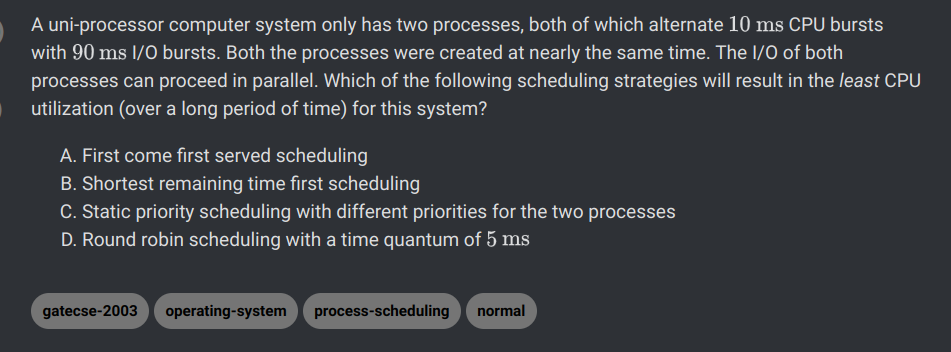 A uni-processor computer system only has two processes, both of which alternate 10 ms CPU bursts
with 90 ms I/O bursts. Both the processes were created at nearly the same time. The I/O of both
processes can proceed in parallel. Which of the following scheduling strategies will result in the least CPU
utilization (over a long period of time) for this system?
A. First come first served scheduling
B. Shortest remaining time first scheduling
C. Static priority scheduling with different priorities for the two processes
D. Round robin scheduling with a time quantum of 5 ms
gatecse-2003 operating-system process-scheduling normal